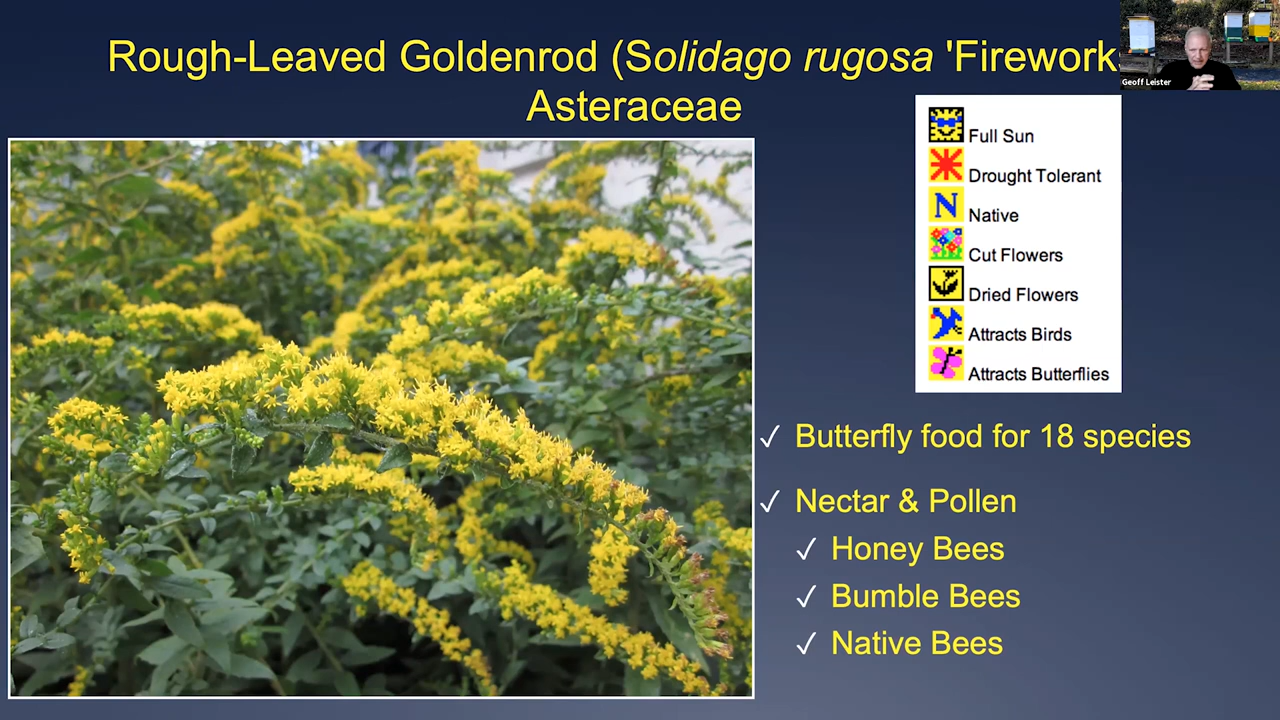 Rough-Leaved Goldenrod (Solidago rugosa 'Fireworks
Asteraceae
Geoff Leister
Full Sun
Drought Tolerant
N Native
Cut Flowers
Dried Flowers
Attracts Birds
Attracts Butterflies
✓ Butterfly food for 18 species
✓ Nectar & Pollen
✓ Honey Bees
✓ Bumble Bees
✓ Native Bees